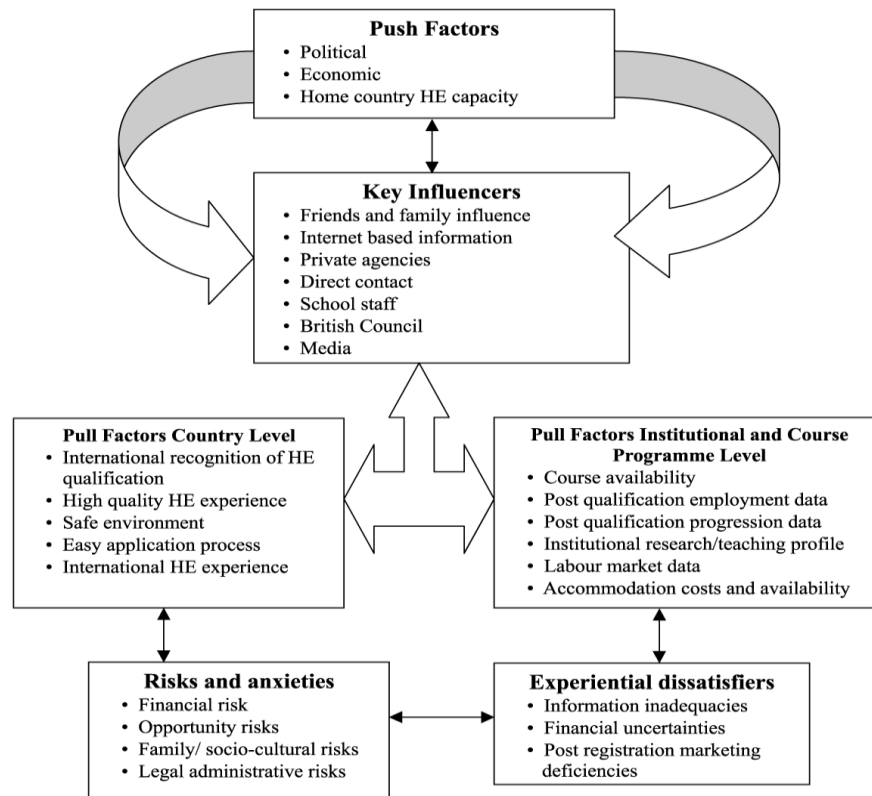 Push Factors
• Political
• Economic
• Home country HE capacity
Key Influencers
• Friends and family influence
• Internet based information
• Private agencies
• Direct contact
• School staff
• British Council
• Media
Pull Factors Country Level
• International recognition of HE
qualification
• High quality HE experience
• Safe environment
• Easy application process
• International HE experience
Pull Factors Institutional and Course
Programme Level
• Course availability
• Post qualification employment data
• Post qualification progression data
• Institutional research/teaching profile
• Labour market data
• Accommodation costs and availability
Risks and anxieties
• Financial risk
• Opportunity risks
• Family/ socio-cultural risks
• Legal administrative risks
Experiential dissatisfiers
• Information inadequacies
• Financial uncertainties
• Post registration marketing
deficiencies